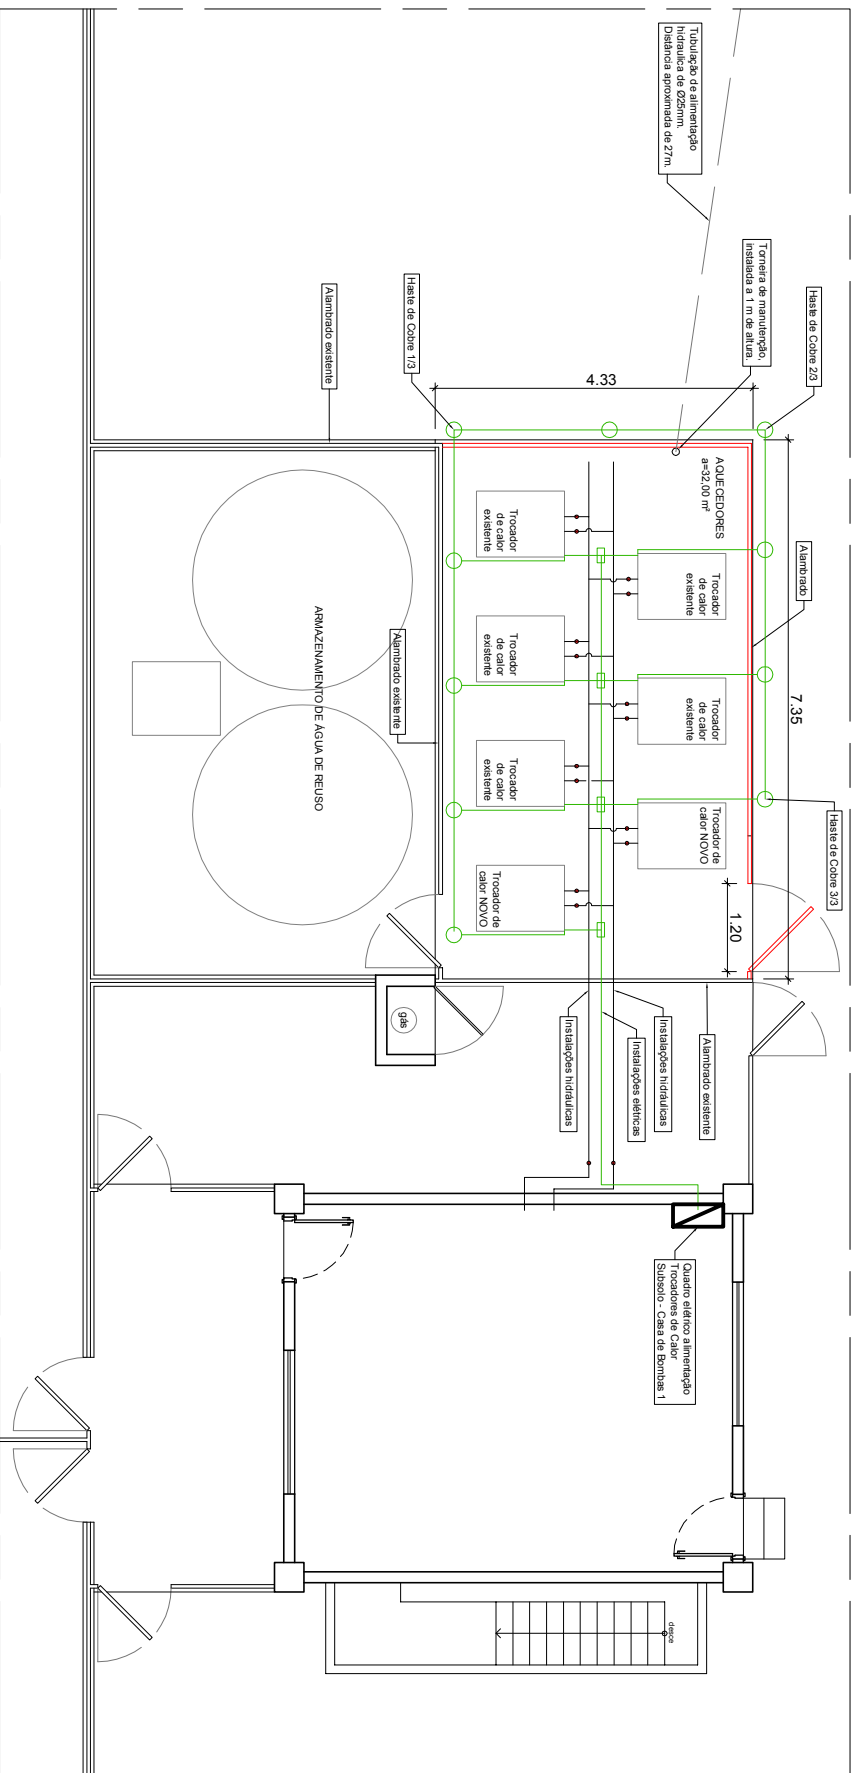 Tubulação de alimentação
hidraulica de Ø25mm.
Distância aproximada de 27m.
Torneira de manutenção,
instalada a 1 m de altura.
Haste de Cobre 2/3
Haste de Cobre 1/3
Alambrado existente
4.33
AQUECEDORES
a=32,00 m²
Alambrado
7.35
Haste de Cobre 3/3
Trocador
de calor
existente
Trocador
de calor
existente
Trocador de
calor NOVO
Trocador
de calor
existente
Trocador
de calor
existente
Trocador
de calor
existente
Trocador de
calor NOVO
1.20
Alambrado existente
ARMAZENAMENTO DE ÁGUA DE REUSO
gás
Alambrado existente
Instalações hidráulicas
Instalações elétricas
Instalações hidráulicas
Quadro elétrico alimentação
Trocadores de Calor
Subsolo - Casa de Bombas 1
desce